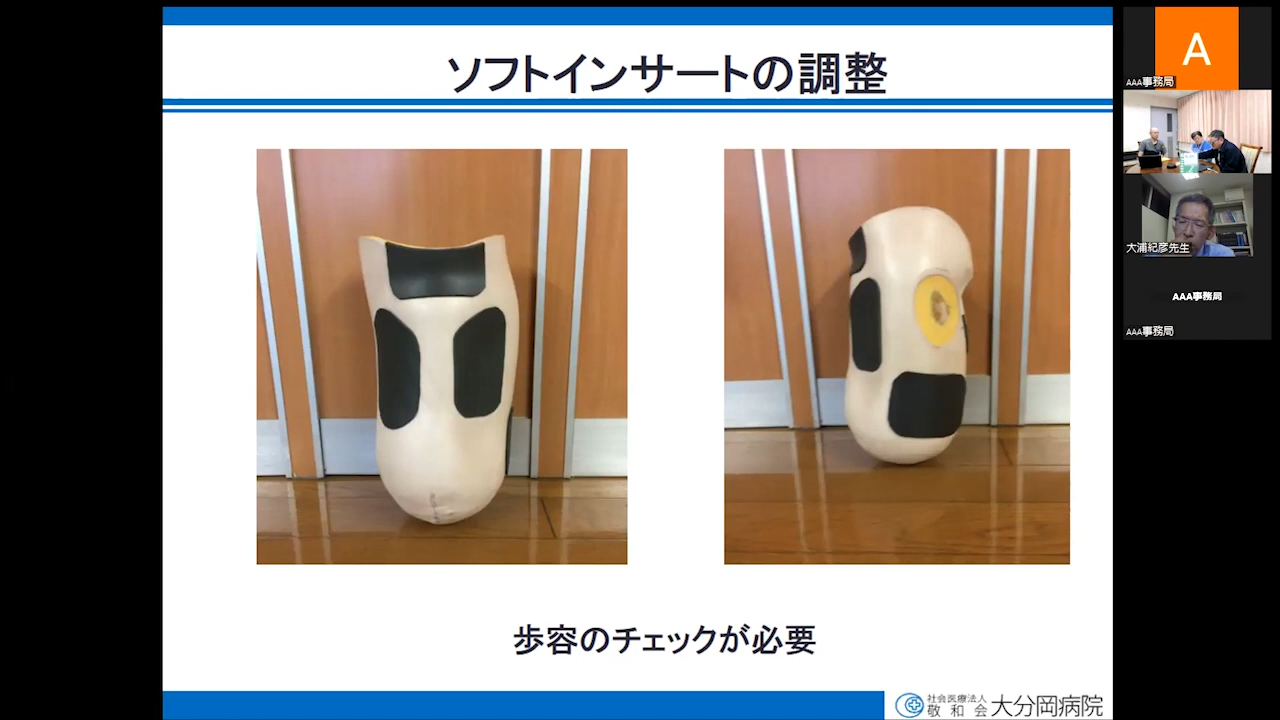 ソフトインサートの調整
歩容のチェックが必要
社会医療法人
敬和会
大分岡病院
A
AAA事務局
大浦紀彦先生
AAA事務局
AAA事務局